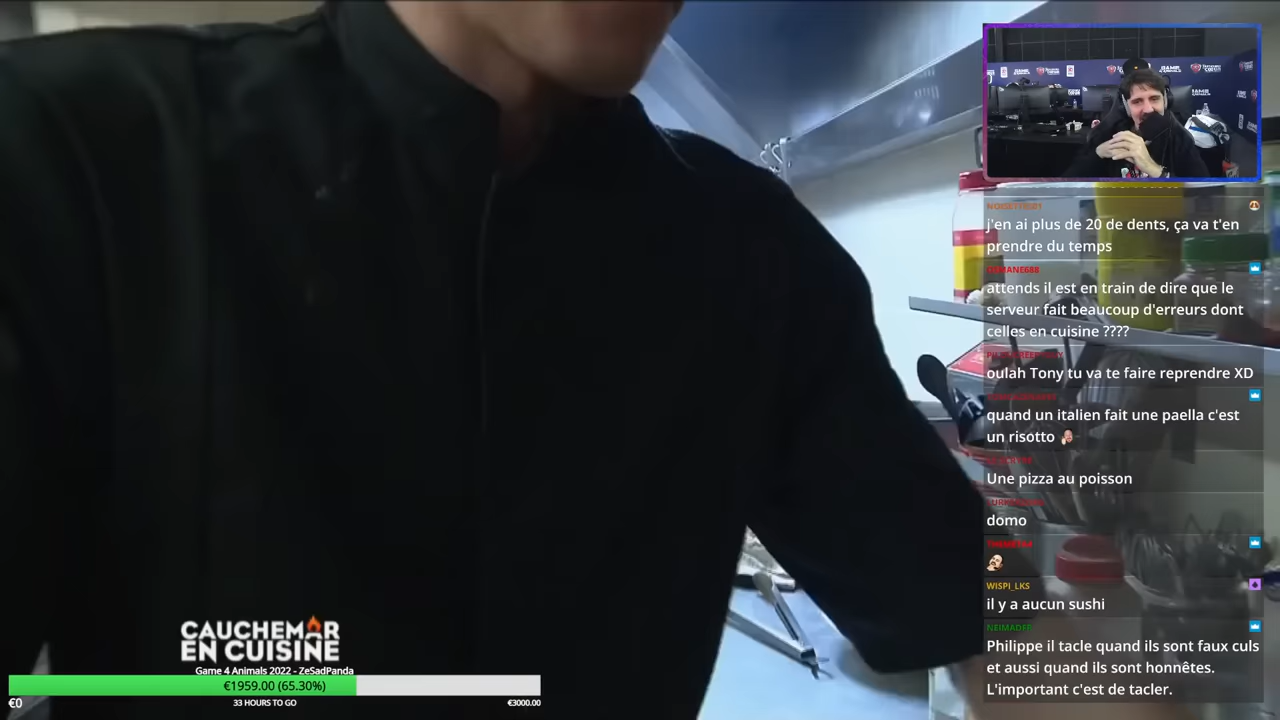 j'en ai plus de 20 de dents, ça va t'en
prendre du temps
attends il est en train de dire que le
serveur fait beaucoup d'erreurs dont
celles en cuisine ????
oulah Tony tu va te faire reprendre XD
quand un italien fait une paella c'est
un risotto
Une pizza au poisson
domo
WISPI_LKS
il y a aucun sushi
NEIMADFR
Philippe il tacle quand ils sont faux culs
et aussi quand ils sont honnêtes.
L'important c'est de tacler.
CAUCHEMAR
EN CUISINE
Game 4 Animals 2022 - ZeSadPanda
€1959.00 (65.30%)
€0
33 HOURS TO GO
€3000.00